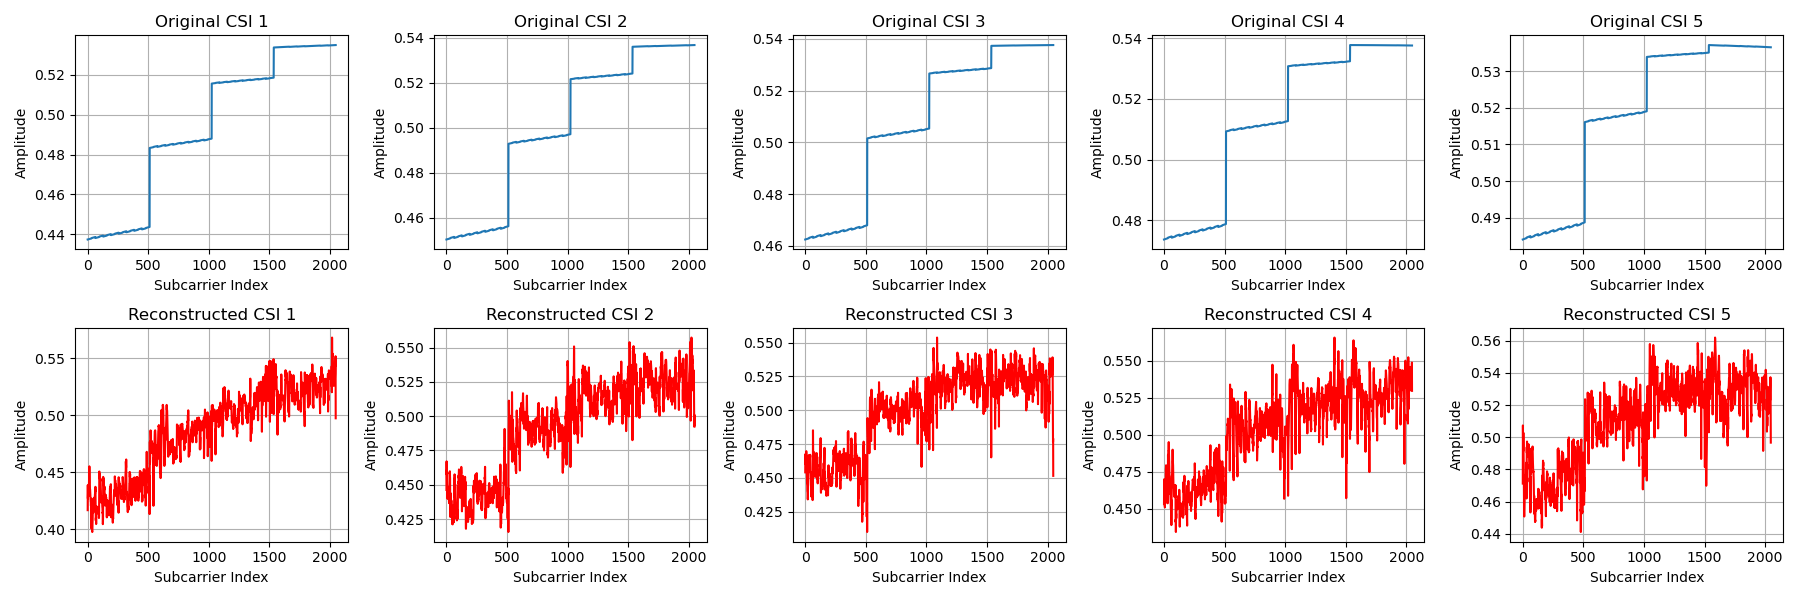 Original CSI 1
Amplitude
0.52
0.50
0.48
0.46
0.44
0 500 1000 1500 2000
Subcarrier Index
Original CSI 2
Amplitude
0.54
0.52
0.50
0.48
0.46
0 500 1000 1500 2000
Subcarrier Index
Original CSI 3
Amplitude
0.54
0.52
0.50
0.48
0.46
0 500 1000 1500 2000
Subcarrier Index
Original CSI 4
Amplitude
0.54
0.52
0.50
0.48
0 500 1000 1500 2000
Subcarrier Index
Original CSI 5
Amplitude
0.53
0.52
0.51
0.50
0.49
0 500 1000 1500 2000
Subcarrier Index
Reconstructed CSI 1
Amplitude
0.55
0.50
0.45
0.40
0 500 1000 1500 2000
Subcarrier Index
Reconstructed CSI 2
Amplitude
0.550
0.525
0.500
0.475
0.450
0.425
0 500 1000 1500 2000
Subcarrier Index
Reconstructed CSI 3
Amplitude
0.550
0.525
0.500
0.475
0.450
0.425
0 500 1000 1500 2000
Subcarrier Index
Reconstructed CSI 4
Amplitude
0.550
0.525
0.500
0.475
0.450
0 500 1000 1500 2000
Subcarrier Index
Reconstructed CSI 5
Amplitude
0.56
0.54
0.52
0.50
0.48
0.46
0.44
0 500 1000 1500 2000
Subcarrier Index